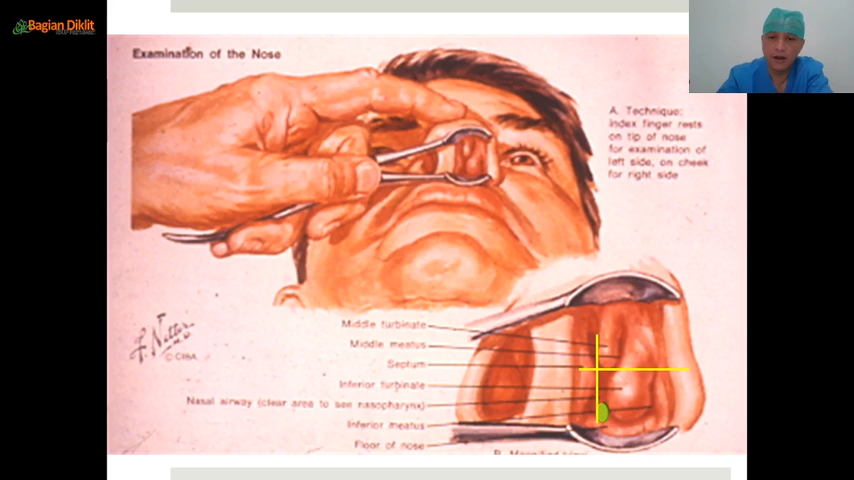 Bagian Diklit
Examination of the Nose
A. Technique:
index finger rests
on tip of nose
for examination of
left side, on cheek
for right side
Middle turbinate
Middle meatus
Septum
Inferior turbinate
Nasal airway (clear area to see nasopharynx)
Inferior meatus
Floor of nose
F. Netter
M.D.
© CIBA
B. Magnified view